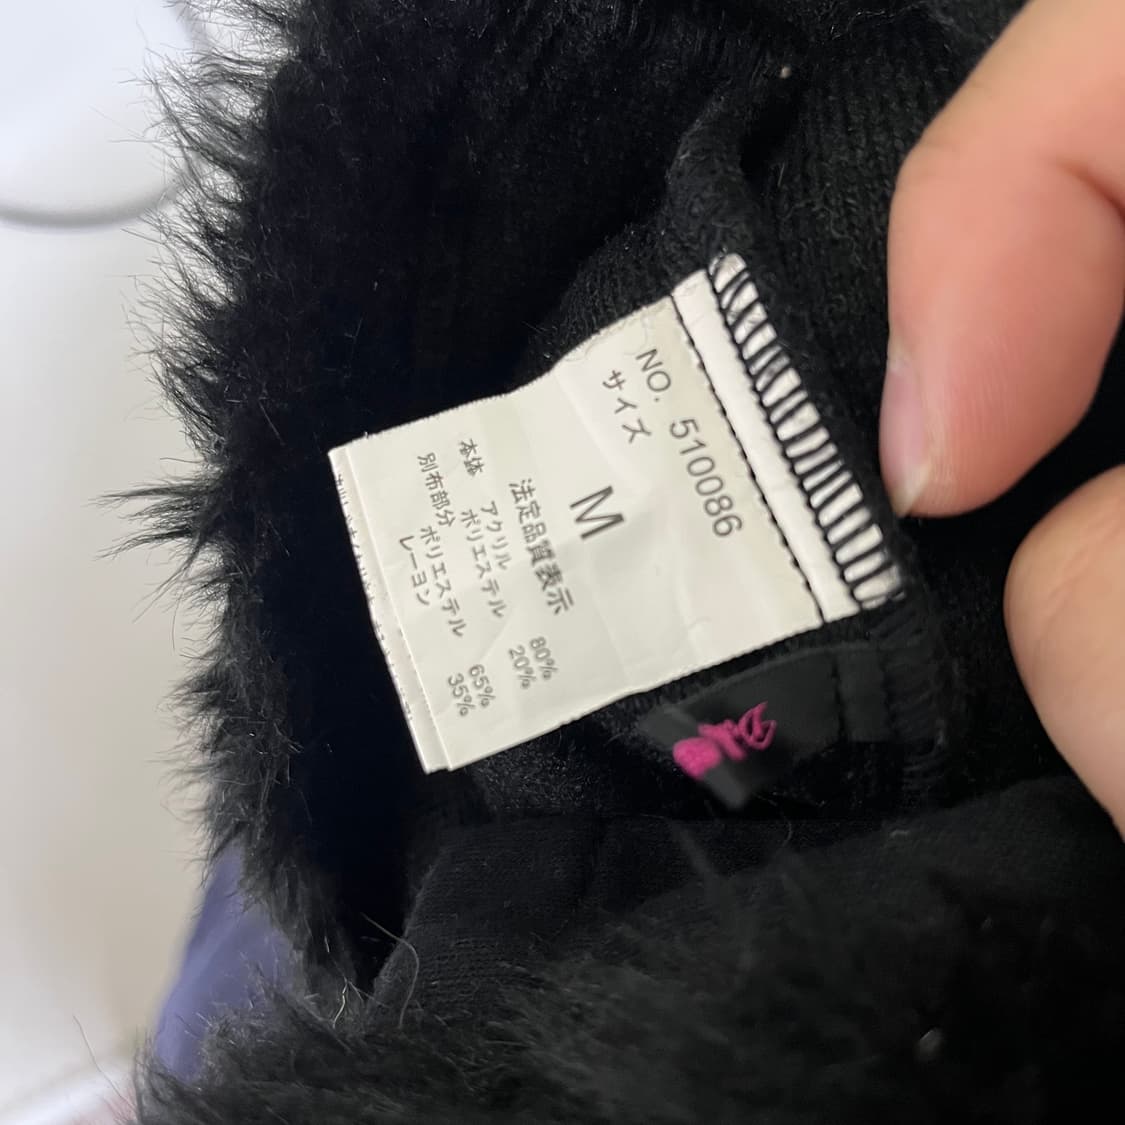 NO. 510086
サイズ
M
法定品質表示
本体 アクリル 80%
ポリエステル 20%
別布部分 ポリエステル 65%
レーヨン 35%